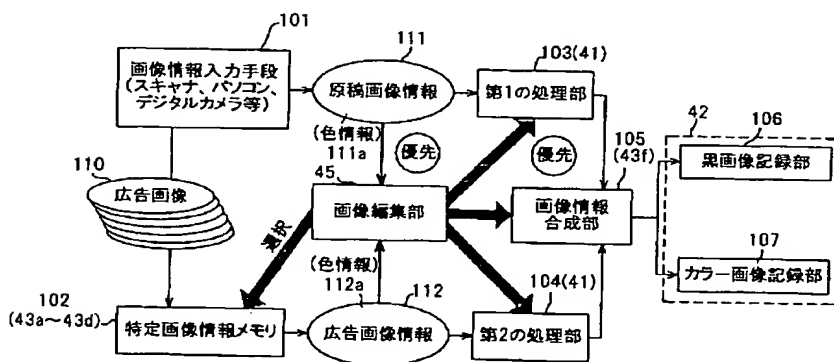 101
画像情報入力手段
(スキャナ、パソコン、
デジタルカメラ等)
111
原稿画像情報
103(41)
第1の処理部
(色情報)
111a
優先
優先
105
(43f)
42
106
黒画像記録部
110
広告画像
45
画像編集部
画像情報
合成部
選択
107
カラー画像記録部
(色情報)
112a
112
104(41)
102
(43a～43d)
特定画像情報メモリ
広告画像情報
第2の処理部